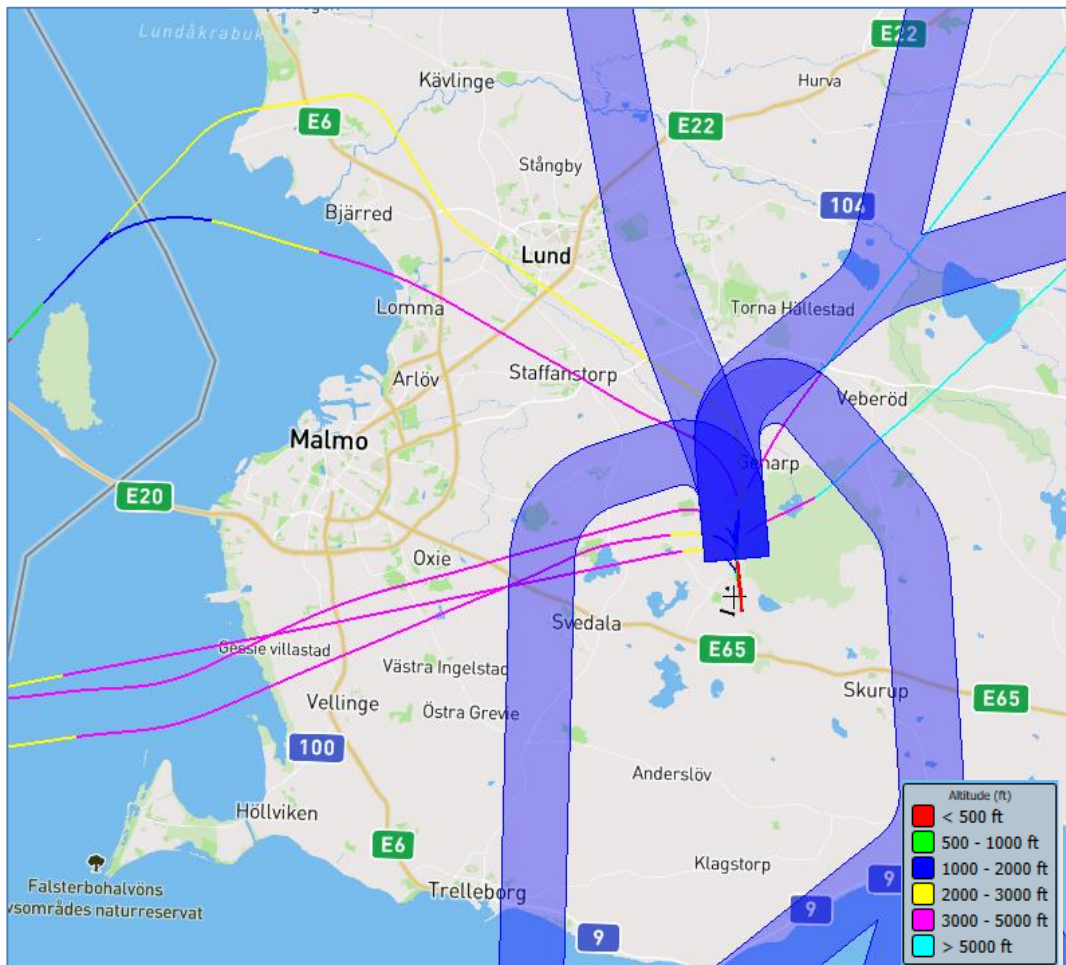 Lundåkrabuk
E22
Kävlinge
Hurva
E6
E22
Stångby
104
Bjärred
Lund
Lomma
Torna Hällestad
Arlöv
Staffanstorp
Veberöd
Malmo
Genarp
E20
Oxie
Svedala
E65
Gessie villastad
Västra Ingelstad
Skurup
E65
Vellinge
Östra Grevie
100
Anderslöv
Höllviken
E6
Klagstorp
Falsterbohalvöns
vsområdes naturreservat
Trelleborg
9
9
9
Altitude (ft)
< 500 ft
500 - 1000 ft
1000 - 2000 ft
2000 - 3000 ft
3000 - 5000 ft
> 5000 ft